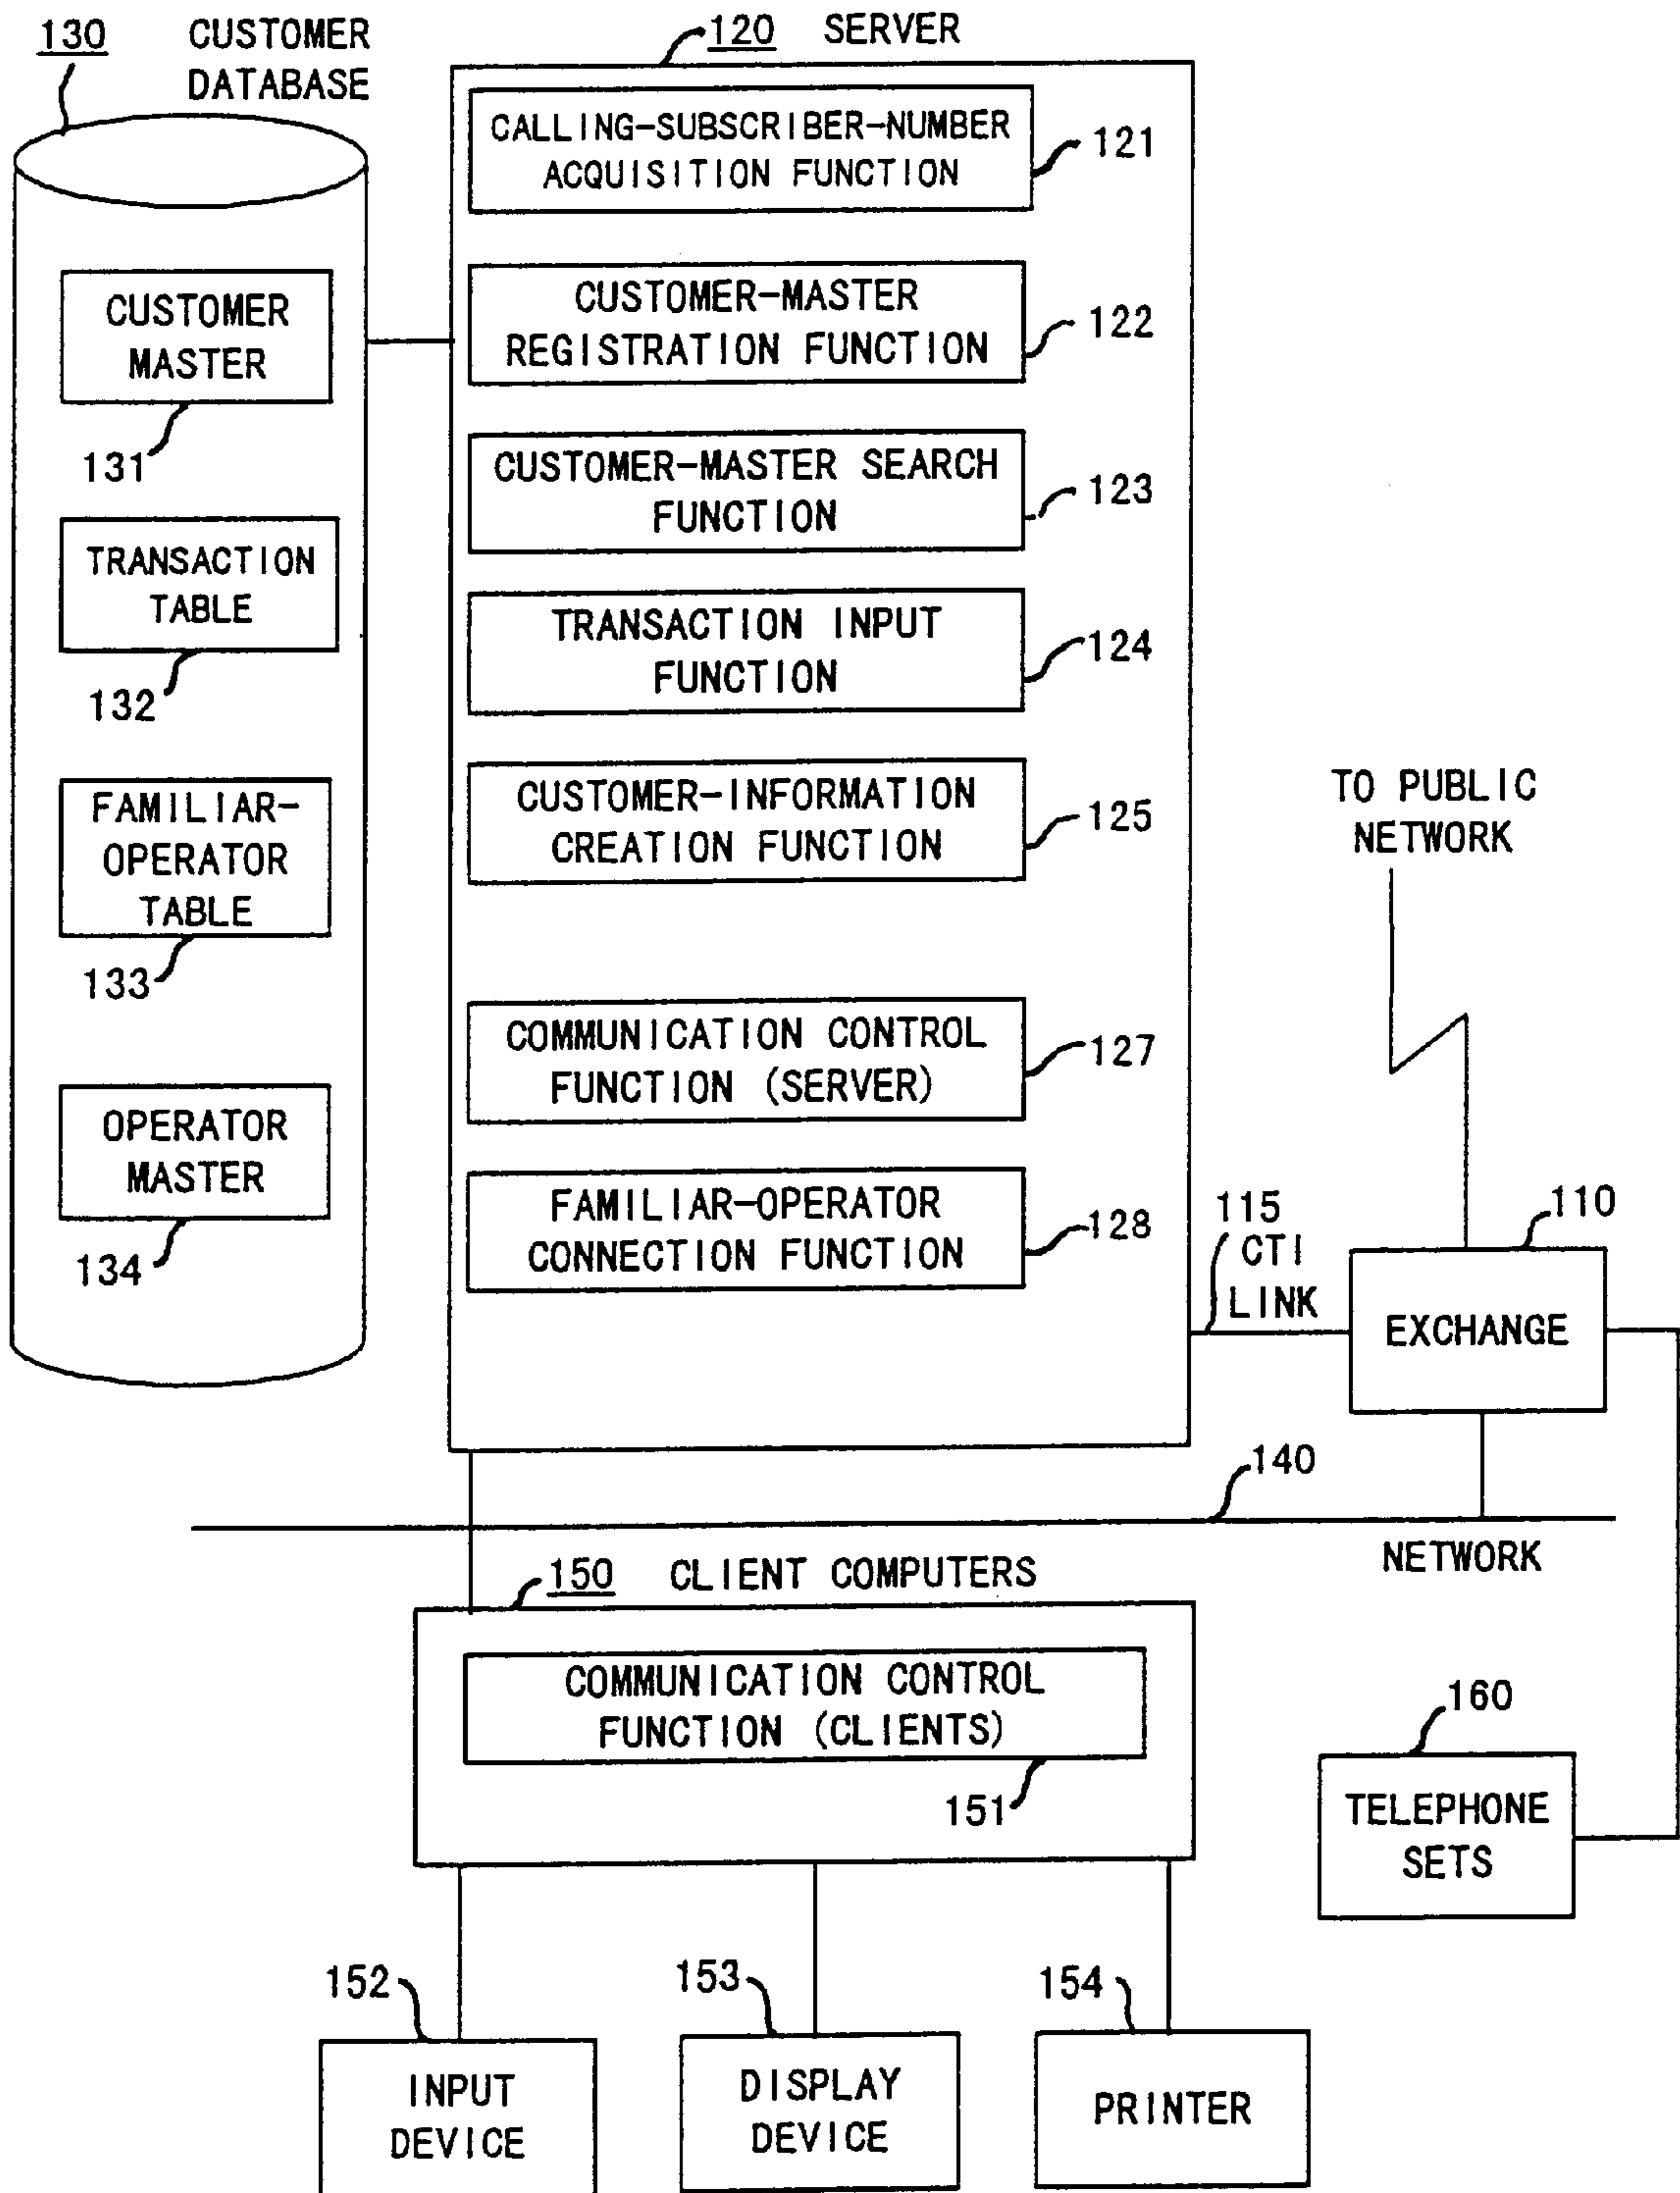 130 CUSTOMER
DATABASE
120 SERVER
CALLING-SUBSCRIBER-NUMBER
ACQUISITION FUNCTION
121
CUSTOMER-MASTER
REGISTRATION FUNCTION
122
CUSTOMER-MASTER SEARCH
FUNCTION
123
TRANSACTION INPUT
FUNCTION
124
CUSTOMER-INFORMATION
CREATION FUNCTION
125
COMMUNICATION CONTROL
FUNCTION (SERVER)
127
FAMILIAR-OPERATOR
CONNECTION FUNCTION
128
CUSTOMER
MASTER
131
TRANSACTION
TABLE
132
FAMILIAR-
OPERATOR
TABLE
133
OPERATOR
MASTER
134
TO PUBLIC
NETWORK
115
CTI
LINK
110
EXCHANGE
140
NETWORK
150 CLIENT COMPUTERS
COMMUNICATION CONTROL
FUNCTION (CLIENTS)
151
160
TELEPHONE
SETS
152
INPUT
DEVICE
153
DISPLAY
DEVICE
154
PRINTER